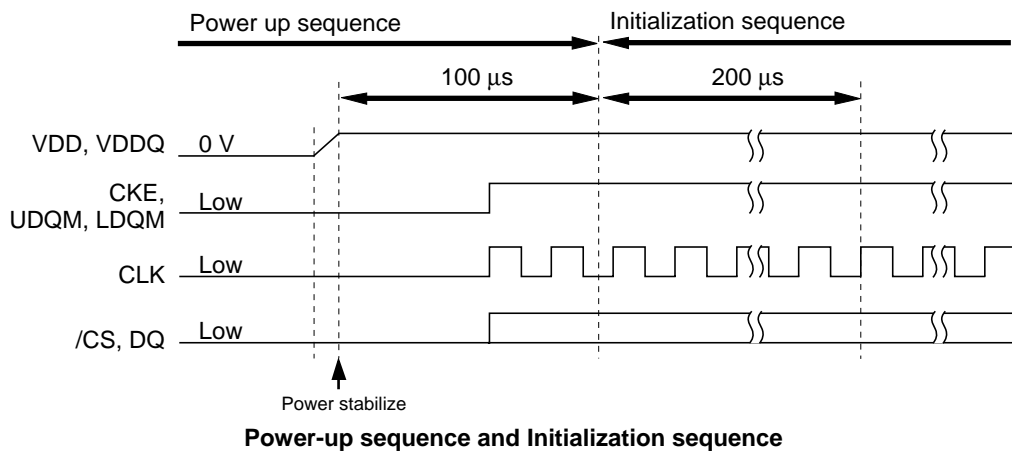 Power up sequence
Initialization sequence
100 μs
200 μs
VDD, VDDQ
0 V
CKE,
UDQM, LDQM
Low
CLK
Low
/CS, DQ
Low
Power stabilize
Power-up sequence and Initialization sequence